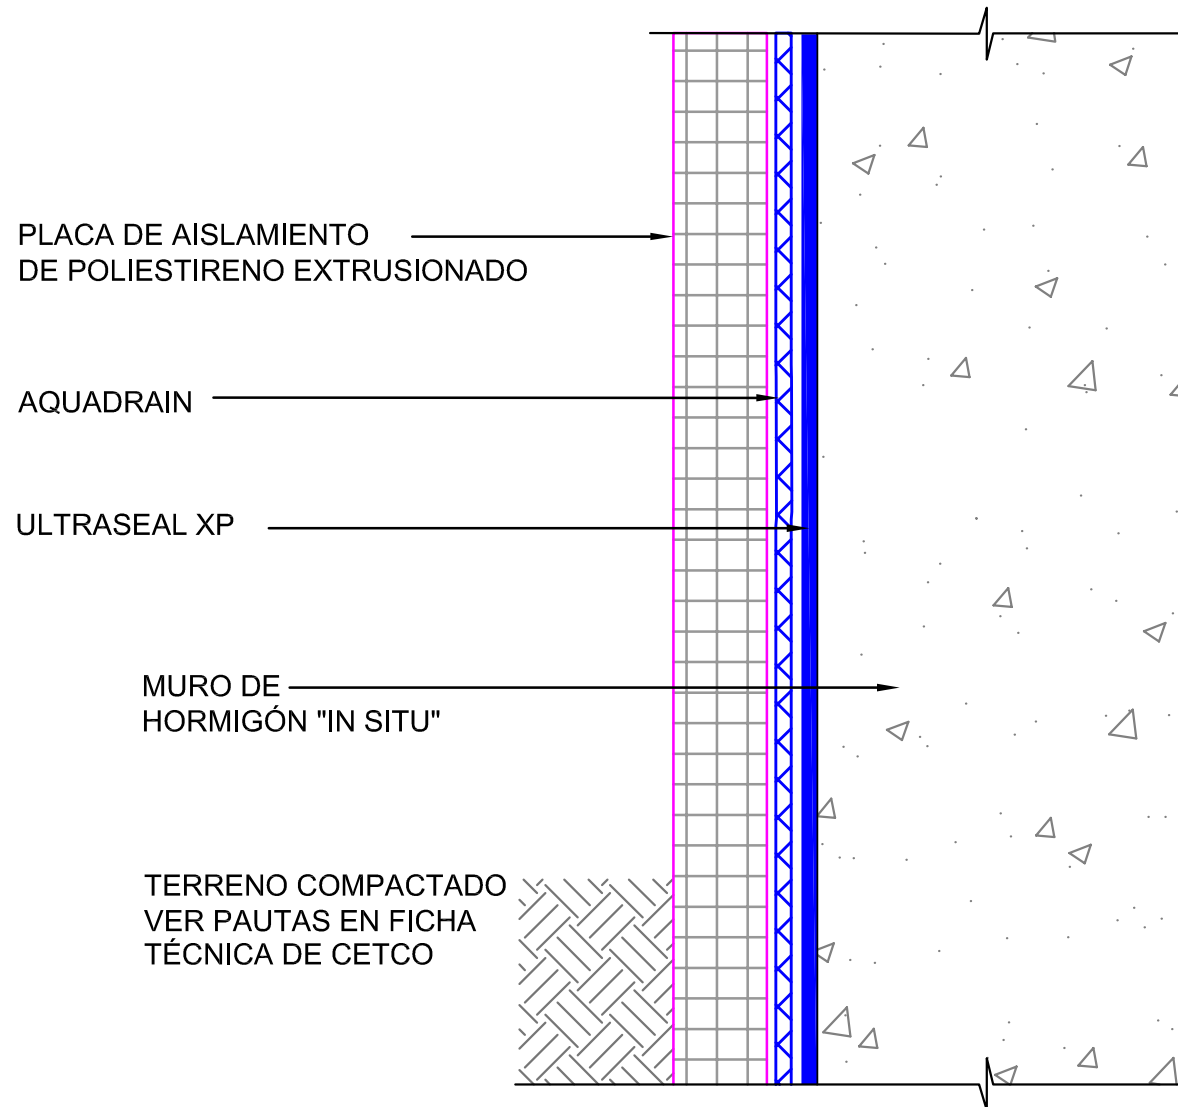 PLACA DE AISLAMIENTO
DE POLIESTIRENO EXTRUSIONADO
AQUADRAIN
ULTRASEAL XP
MURO DE
HORMIGÓN "IN SITU"
TERRENO COMPACTADO
VER PAUTAS EN FICHA
TÉCNICA DE CETCO